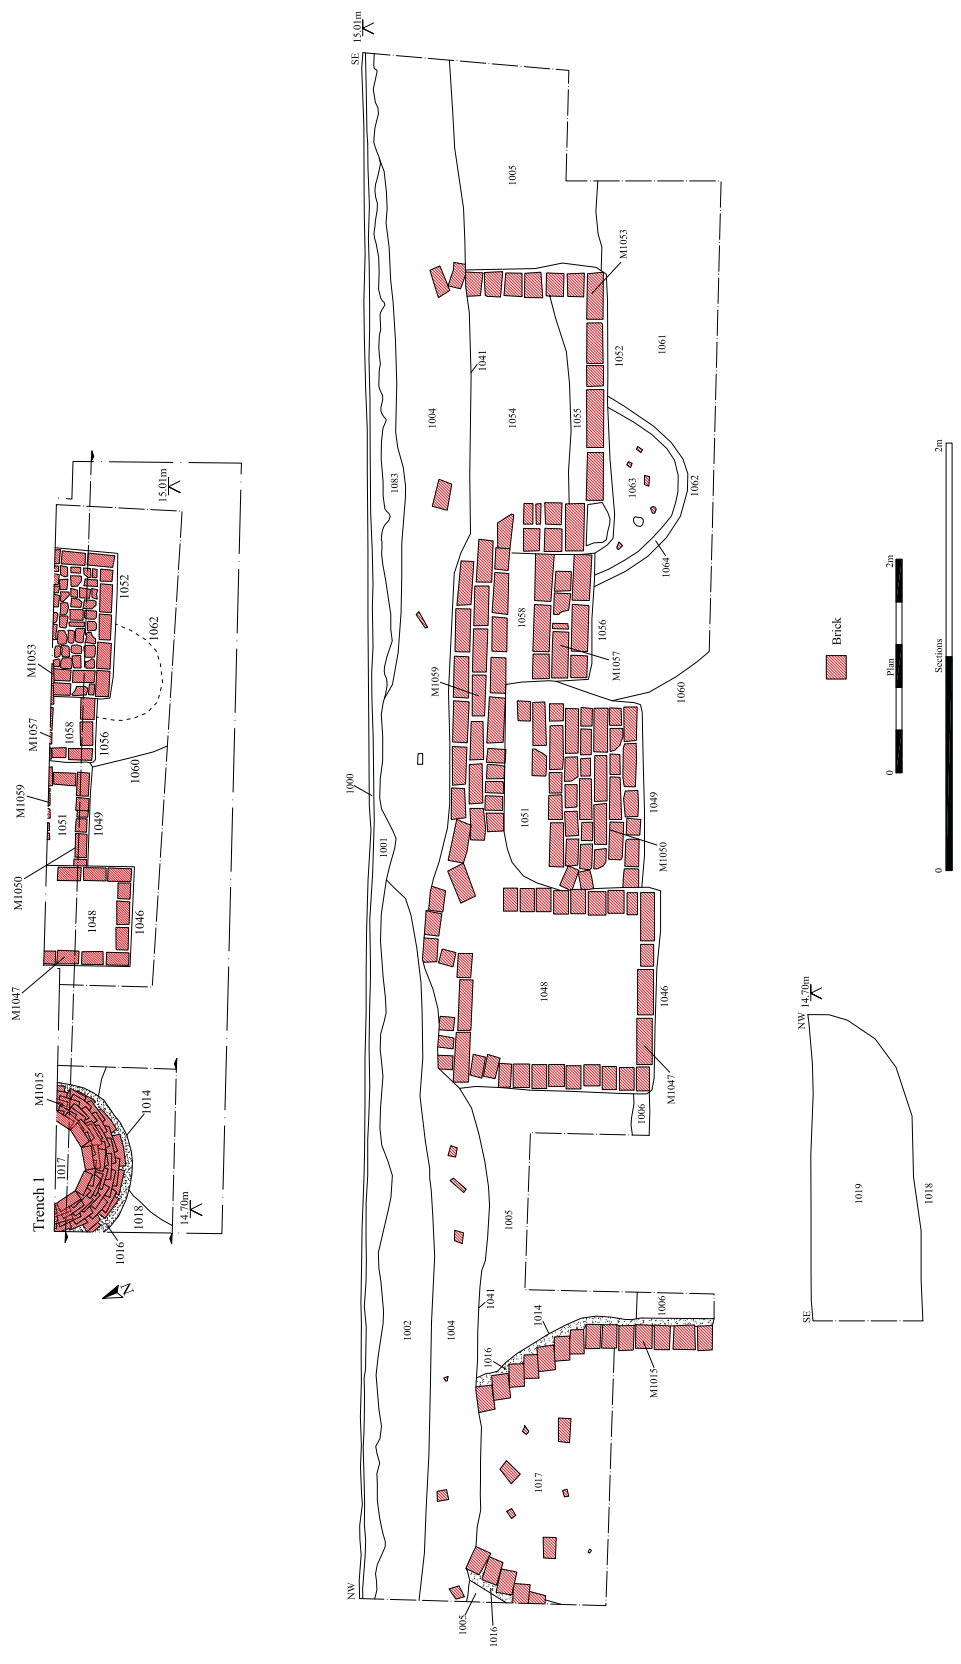 Trench 1
1016
1018
14.70m
1017
M1015
1014
M1047
1048
1046
M1050
1051
1049
M1059
1060
M1057
1058
1056
M1053
1052
1062
15.01m
N
NW
SE
15.01m
1000
1001
1083
1002
1004
1004
1041
1041
1005
1005
1005
1016
1017
1016
1014
M1015
1006
1006
M1047
1046
1048
1051
M1050
1049
M1059
1058
M1057
1056
1060
1054
1055
1052
M1053
1061
1063
1062
1064
SE
NW
14.70m
1019
1018
Brick
Plan
0
2m
Sections
0
2m